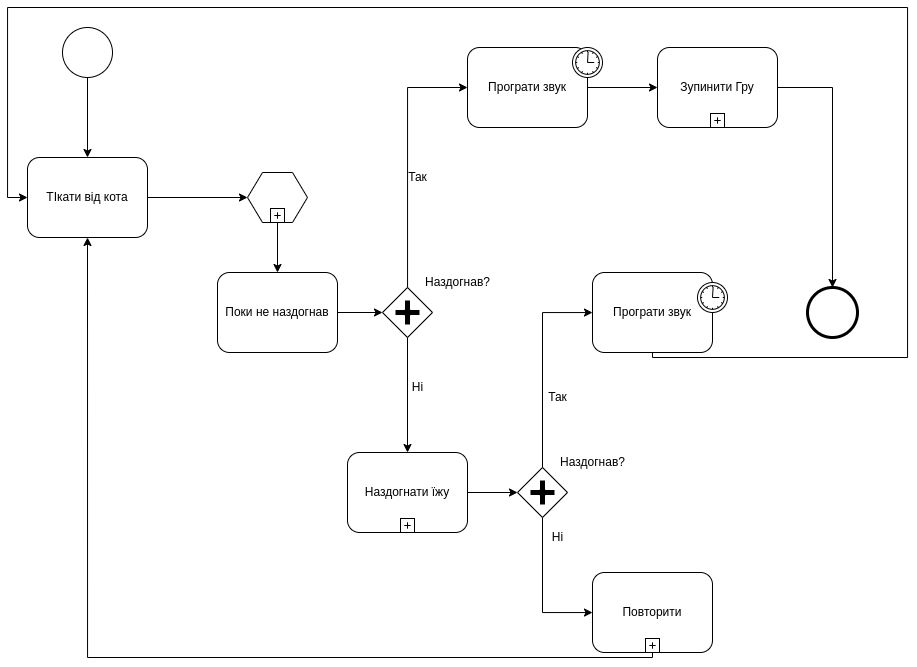 Програти звук
Зупинити Гру
Так
ТІкати від кота
Наздогнав?
Поки не наздогнав
Програти звук
Ні
Так
Наздогнав?
Наздогнати їжу
Ні
Повторити